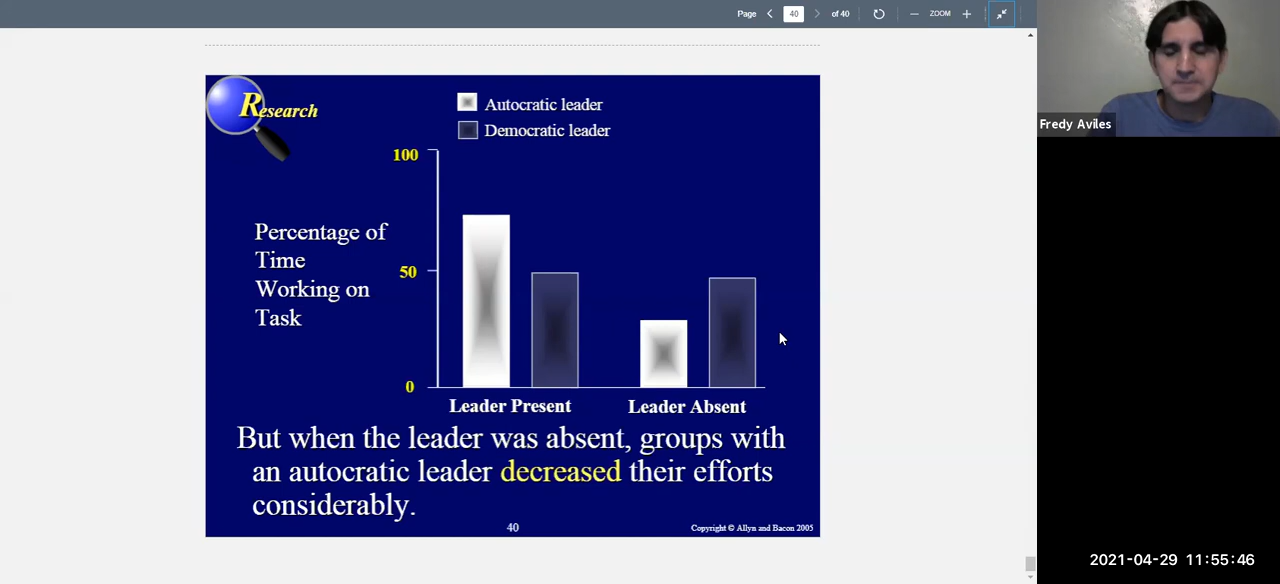 Page 40 of 40 ZOOM
Research
Autocratic leader
Democratic leader
100
50
0
Percentage of
Time
Working on
Task
Leader Present
Leader Absent
But when the leader was absent, groups with
an autocratic leader decreased their efforts
considerably.
40
Copyright © Allyn and Bacon 2005
Fredy Aviles
2021-04-29 11:55:46